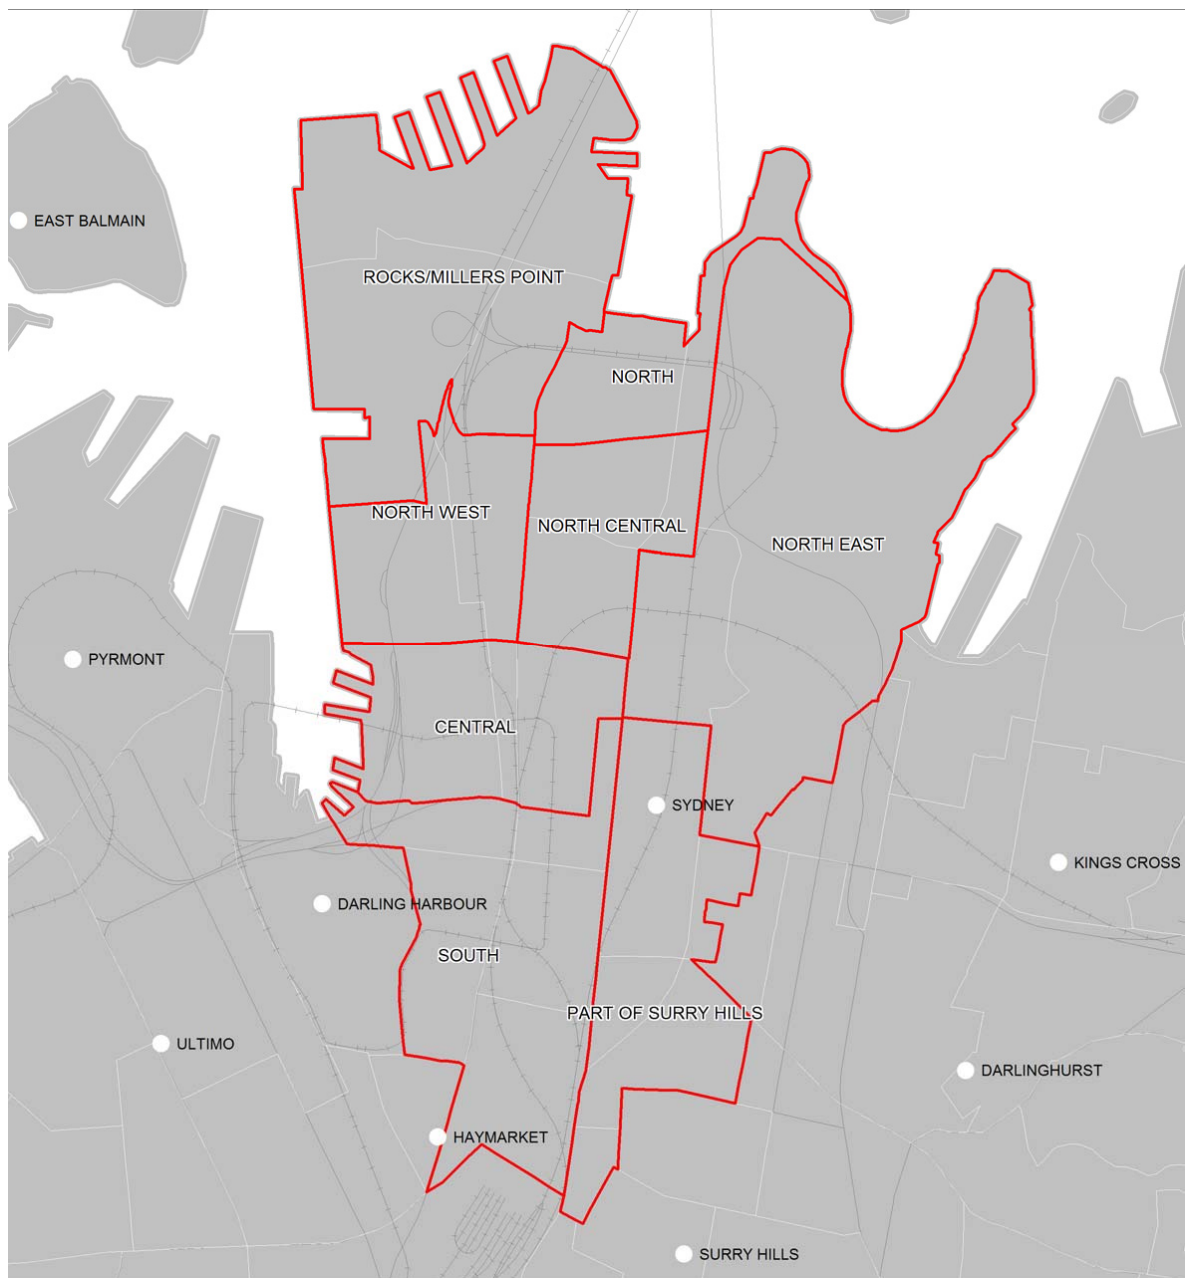 EAST BALMAIN
ROCKS/MILLERS POINT
NORTH
NORTH WEST
NORTH CENTRAL
NORTH EAST
PYRMONT
CENTRAL
SYDNEY
KINGS CROSS
DARLING HARBOUR
SOUTH
PART OF SURRY HILLS
ULTIMO
DARLINGHURST
HAYMARKET
SURRY HILLS